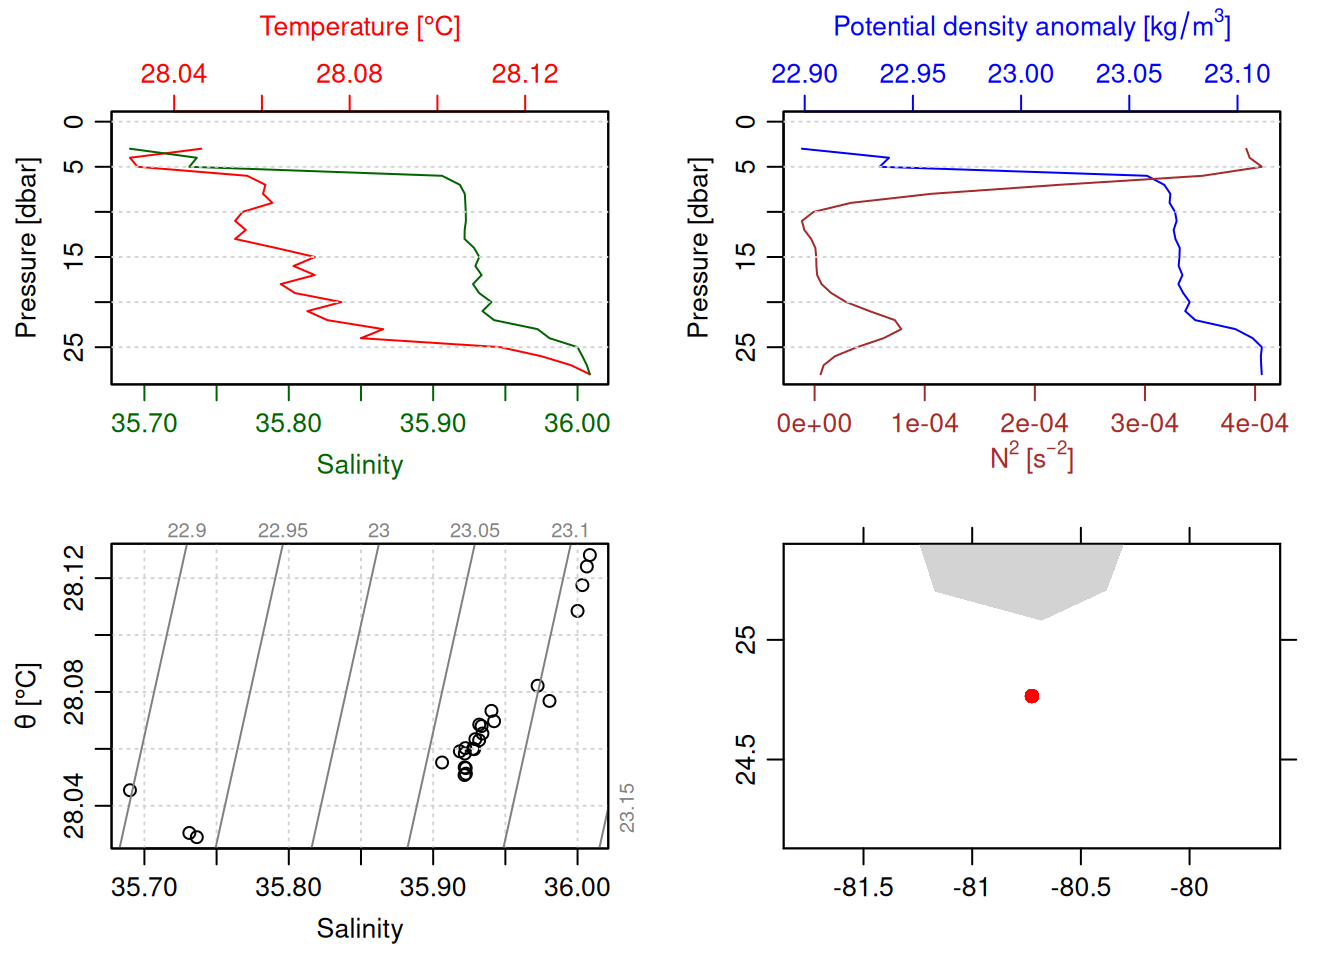 Temperature [°C]
28.04 28.08 28.12
0
5
15
25
Pressure [dbar]
35.70 35.80 35.90 36.00
Salinity
Potential density anomaly [kg/m³]
22.90 22.95 23.00 23.05 23.10
0
5
15
25
Pressure [dbar]
0e+00 1e-04 2e-04 3e-04 4e-04
N² [s⁻²]
22.9 22.95 23 23.05 23.1
23.15
28.12
28.08
28.04
θ [°C]
35.70 35.80 35.90 36.00
Salinity
25
24.5
-81.5 -81 -80.5 -80